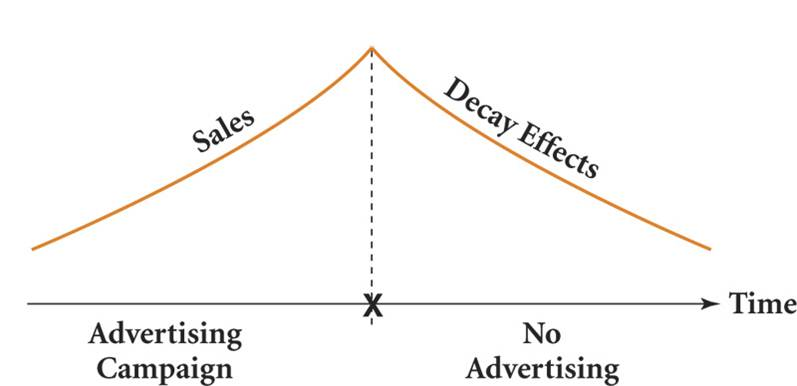 Sales
Decay Effects
X
Time
Advertising
Campaign
No
Advertising